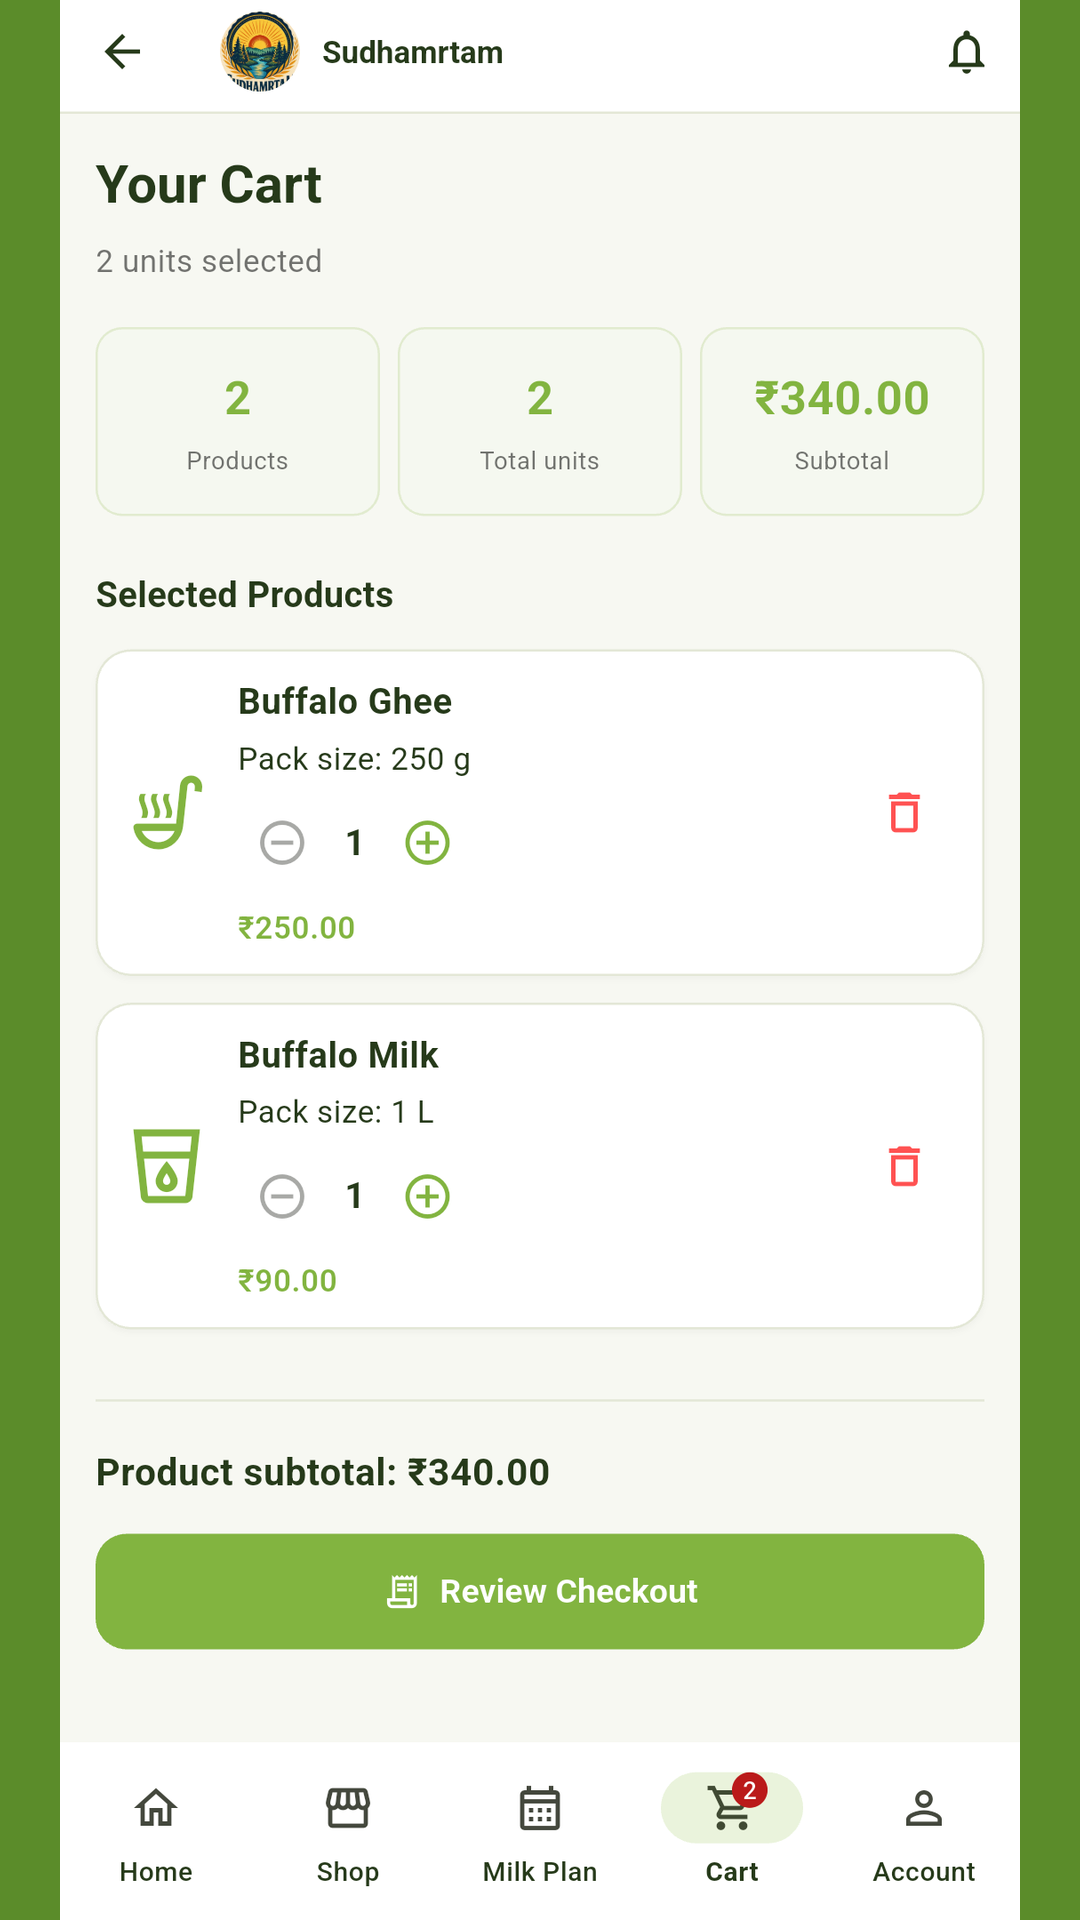 Sudhamrtam
Your Cart
2 units selected
2
Products
2
Total units
₹340.00
Subtotal
Selected Products
Buffalo Ghee
Pack size: 250 g
1
₹250.00
Buffalo Milk
Pack size: 1 L
1
₹90.00
Product subtotal: ₹340.00
Review Checkout
2
Home
Shop
Milk Plan
Cart
Account